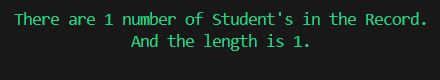 There are 1 number of Student's in the Record.
And the length is 1.